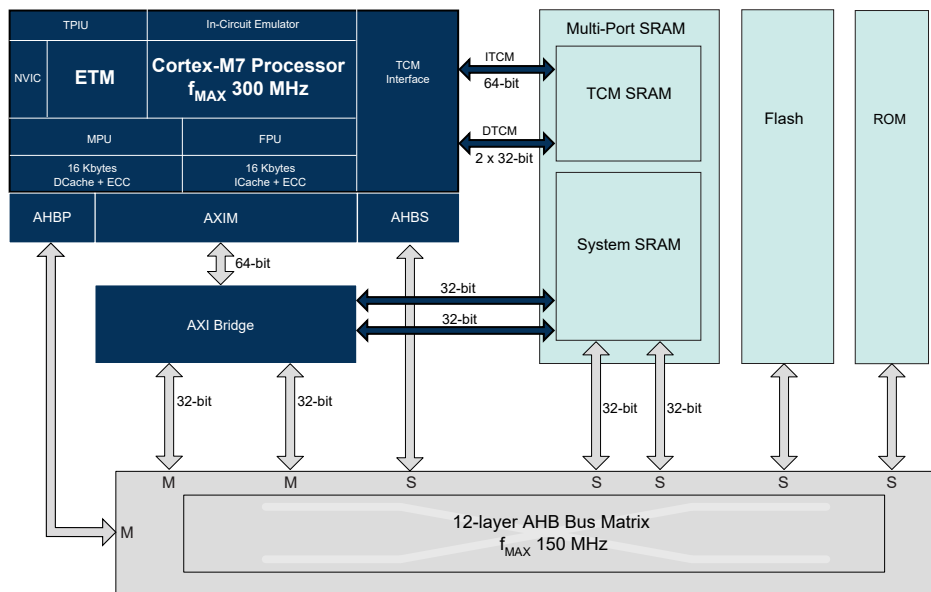 TPIU
In-Circuit Emulator
NVIC
ETM
Cortex-M7 Processor
fMAX 300 MHz
TCM
Interface
MPU
FPU
16 Kbytes
DCache + ECC
16 Kbytes
ICache + ECC
AHBP
AXIM
AHBS
ITCM
64-bit
DTCM
2 x 32-bit
Multi-Port SRAM
TCM SRAM
System SRAM
Flash
ROM
64-bit
AXI Bridge
32-bit
32-bit
32-bit
32-bit
32-bit
32-bit
M
M
S
S
S
S
S
M
12-layer AHB Bus Matrix
fMAX 150 MHz